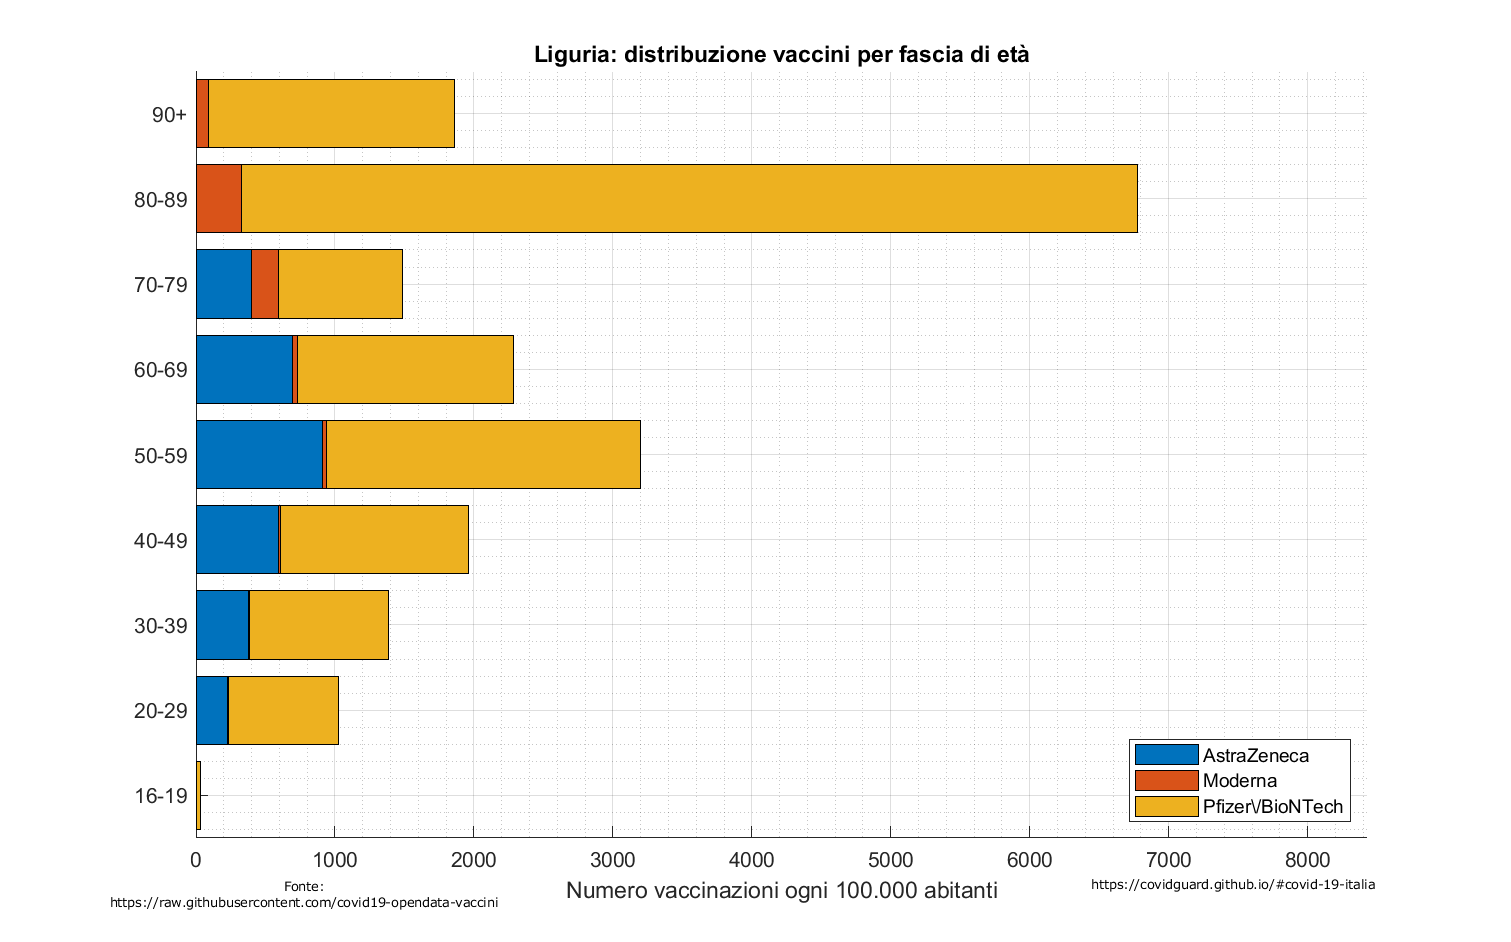 Liguria: distribuzione vaccini per fascia di età
90+
80-89
70-79
60-69
50-59
40-49
30-39
20-29
16-19
AstraZeneca
Moderna
Pfizer\/BioNTech
0 1000 2000 3000 4000 5000 6000 7000 8000
Numero vaccinazioni ogni 100.000 abitanti
Fonte:
https://raw.githubusercontent.com/covid19-opendata-vaccini
https://covidguard.github.io/#covid-19-italia